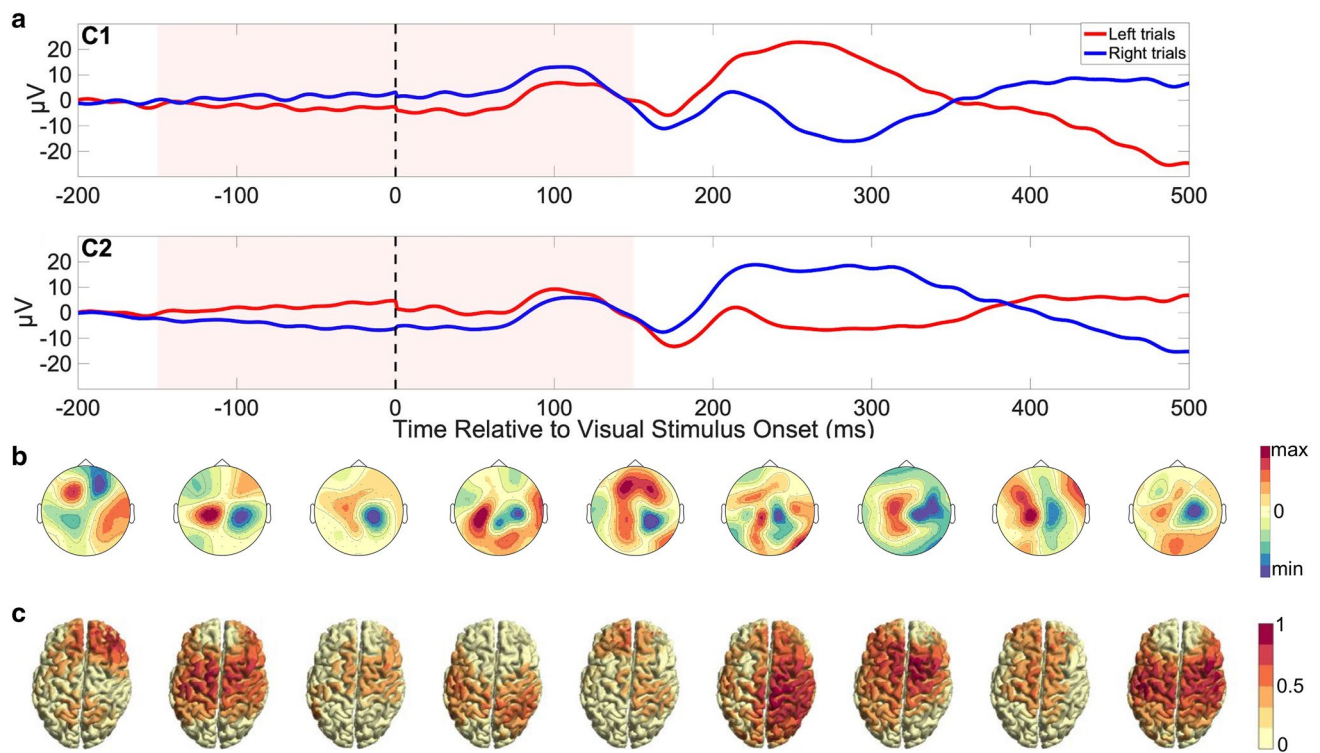 a
C1
Left trials
Right trials
20
10
0
-10
-20
µV
-200 -100 0 100 200 300 400 500
C2
20
10
0
-10
-20
µV
-200 -100 0 100 200 300 400 500
Time Relative to Visual Stimulus Onset (ms)
b
max
0
min
c
1
0.5
0